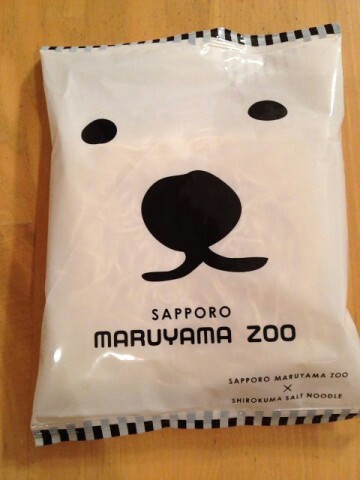 SAPPORO
MARUYAMA ZOO
SAPPORO MARUYAMA ZOO
×
SHIROKUMA SALT NOODLE